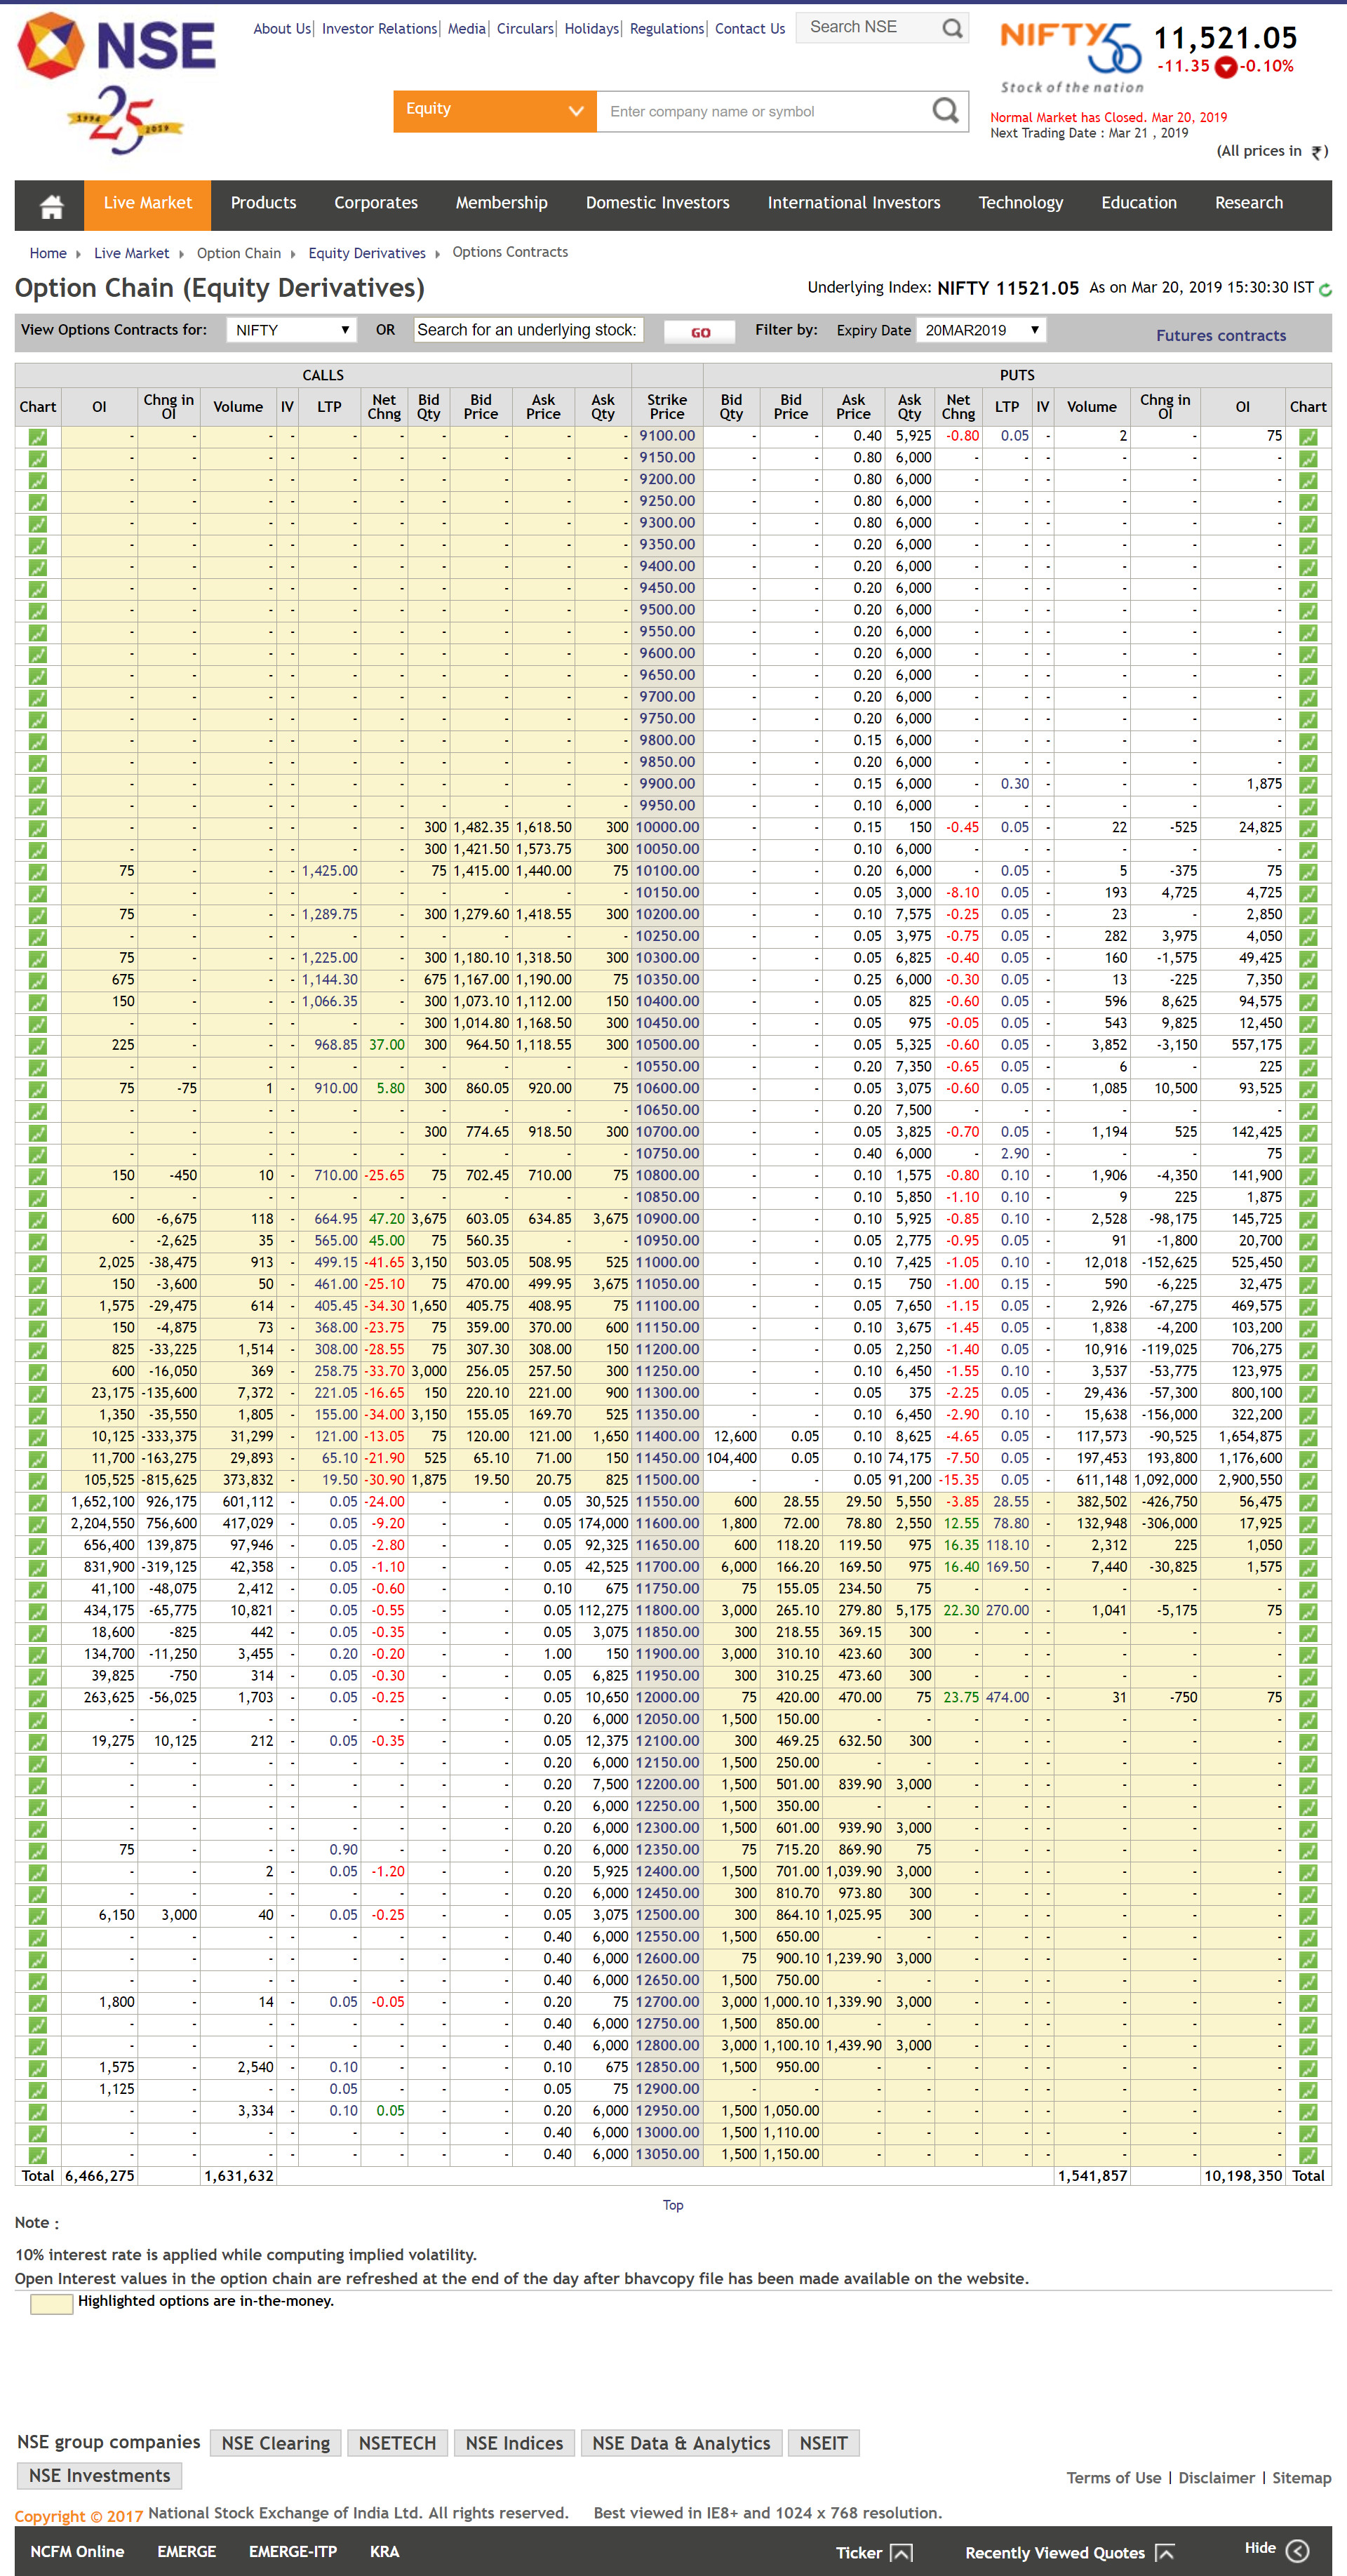 NSE
1994 25 2019
About Us| Investor Relations| Media| Circulars| Holidays| Regulations| Contact Us
Search NSE
NIFTY50
Stock of the nation
11,521.05
-11.35 -0.10%
Equity
Enter company name or symbol
Normal Market has Closed. Mar 20, 2019
Next Trading Date : Mar 21 , 2019
(All prices in ₹)
Live Market Products Corporates Membership Domestic Investors International Investors Technology Education Research
Home Live Market Option Chain Equity Derivatives Options Contracts
Option Chain (Equity Derivatives)
Underlying Index: NIFTY 11521.05 As on Mar 20, 2019 15:30:30 IST
View Options Contracts for: NIFTY OR Search for an underlying stock: GO Filter by: Expiry Date 20MAR2019 Futures contracts
CALLS PUTS
Chart OI Chng in OI Volume IV LTP Net Chng Bid Qty Bid Price Ask Price Ask Qty Strike Price Bid Qty Bid Price Ask Price Ask Qty Net Chng LTP IV Volume Chng in OI OI Chart
- - - - - - - - - - 9100.00 - - 0.40 5,925 -0.80 0.05 - 2 - 75
- - - - - - - - - - 9150.00 - - 0.80 6,000 - - - - - -
- - - - - - - - - - 9200.00 - - 0.80 6,000 - - - - - -
- - - - - - - - - - 9250.00 - - 0.80 6,000 - - - - - -
- - - - - - - - - - 9300.00 - - 0.80 6,000 - - - - - -
- - - - - - - - - - 9350.00 - - 0.20 6,000 - - - - - -
- - - - - - - - - - 9400.00 - - 0.20 6,000 - - - - - -
- - - - - - - - - - 9450.00 - - 0.20 6,000 - - - - - -
- - - - - - - - - - 9500.00 - - 0.20 6,000 - - - - - -
- - - - - - - - - - 9550.00 - - 0.20 6,000 - - - - - -
- - - - - - - - - - 9600.00 - - 0.20 6,000 - - - - - -
- - - - - - - - - - 9650.00 - - 0.20 6,000 - - - - - -
- - - - - - - - - - 9700.00 - - 0.20 6,000 - - - - - -
- - - - - - - - - - 9750.00 - - 0.20 6,000 - - - - - -
- - - - - - - - - - 9800.00 - - 0.15 6,000 - - - - - -
- - - - - - - - - - 9850.00 - - 0.20 6,000 - - - - - -
- - - - - - - - - - 9900.00 - - 0.15 6,000 - 0.30 - - - 1,875
- - - - - - - - - - 9950.00 - - 0.10 6,000 - - - - - -
- - - - - - 300 1,482.35 1,618.50 300 10000.00 - - 0.15 150 -0.45 0.05 - 22 -525 24,825
- - - - - - 300 1,421.50 1,573.75 300 10050.00 - - 0.10 6,000 - - - - - -
75 - - - 1,425.00 - 75 1,415.00 1,440.00 75 10100.00 - - 0.20 6,000 - 0.05 - 5 -375 75
- - - - - - - - - - 10150.00 - - 0.05 3,000 -8.10 0.05 - 193 4,725 4,725
75 - - - 1,289.75 - 300 1,279.60 1,418.55 300 10200.00 - - 0.10 7,575 -0.25 0.05 - 23 - 2,850
- - - - - - - - - - 10250.00 - - 0.05 3,975 -0.75 0.05 - 282 3,975 4,050
75 - - - 1,225.00 - 300 1,180.10 1,318.50 300 10300.00 - - 0.05 6,825 -0.40 0.05 - 160 -1,575 49,425
675 - - - 1,144.30 - 675 1,167.00 1,190.00 75 10350.00 - - 0.25 6,000 -0.30 0.05 - 13 -225 7,350
150 - - - 1,066.35 - 300 1,073.10 1,112.00 150 10400.00 - - 0.05 825 -0.60 0.05 - 596 8,625 94,575
- - - - - - 300 1,014.80 1,168.50 300 10450.00 - - 0.05 975 -0.05 0.05 - 543 9,825 12,450
225 - - - 968.85 37.00 300 964.50 1,118.55 300 10500.00 - - 0.05 5,325 -0.60 0.05 - 3,852 -3,150 557,175
- - - - - - - - - - 10550.00 - - 0.20 7,350 -0.65 0.05 - 6 - 225
75 -75 1 - 910.00 5.80 300 860.05 920.00 75 10600.00 - - 0.05 3,075 -0.60 0.05 - 1,085 10,500 93,525
- - - - - - - - - - 10650.00 - - 0.20 7,500 - - - - - -
- - - - - - 300 774.65 918.50 300 10700.00 - - 0.05 3,825 -0.70 0.05 - 1,194 525 142,425
- - - - - - - - - - 10750.00 - - 0.40 6,000 - 2.90 - - - 75
150 -450 10 - 710.00 -25.65 75 702.45 710.00 75 10800.00 - - 0.10 1,575 -0.80 0.10 - 1,906 -4,350 141,900
- - - - - - - - - - 10850.00 - - 0.10 5,850 -1.10 0.10 - 9 225 1,875
600 -6,675 118 - 664.95 47.20 3,675 603.05 634.85 3,675 10900.00 - - 0.10 5,925 -0.85 0.10 - 2,528 -98,175 145,725
- -2,625 35 - 565.00 45.00 75 560.35 - - 10950.00 - - 0.05 2,775 -0.95 0.05 - 91 -1,800 20,700
2,025 -38,475 913 - 499.15 -41.65 3,150 503.05 508.95 525 11000.00 - - 0.10 7,425 -1.05 0.10 - 12,018 -152,625 525,450
150 -3,600 50 - 461.00 -25.10 75 470.00 499.95 3,675 11050.00 - - 0.15 750 -1.00 0.15 - 590 -6,225 32,475
1,575 -29,475 614 - 405.45 -34.30 1,650 405.75 408.95 75 11100.00 - - 0.05 7,650 -1.15 0.05 - 2,926 -67,275 469,575
150 -4,875 73 - 368.00 -23.75 75 359.00 370.00 600 11150.00 - - 0.10 3,675 -1.45 0.05 - 1,838 -4,200 103,200
825 -33,225 1,514 - 308.00 -28.55 75 307.30 308.00 150 11200.00 - - 0.05 2,250 -1.40 0.05 - 10,916 -119,025 706,275
600 -16,050 369 - 258.75 -33.70 3,000 256.05 257.50 300 11250.00 - - 0.10 6,450 -1.55 0.10 - 3,537 -53,775 123,975
23,175 -135,600 7,372 - 221.05 -16.65 150 220.10 221.00 900 11300.00 - - 0.05 375 -2.25 0.05 - 29,436 -57,300 800,100
1,350 -35,550 1,805 - 155.00 -34.00 3,150 155.05 169.70 525 11350.00 - - 0.10 6,450 -2.90 0.10 - 15,638 -156,000 322,200
10,125 -333,375 31,299 - 121.00 -13.05 75 120.00 121.00 1,650 11400.00 12,600 0.05 0.10 8,625 -4.65 0.05 - 117,573 -90,525 1,654,875
11,700 -163,275 29,893 - 65.10 -21.90 525 65.10 71.00 150 11450.00 104,400 0.05 0.10 74,175 -7.50 0.05 - 197,453 193,800 1,176,600
105,525 -815,625 373,832 - 19.50 -30.90 1,875 19.50 20.75 825 11500.00 - - 0.05 91,200 -15.35 0.05 - 611,148 1,092,000 2,900,550
1,652,100 926,175 601,112 - 0.05 -24.00 - - 0.05 30,525 11550.00 600 28.55 29.50 5,550 -3.85 28.55 - 382,502 -426,750 56,475
2,204,550 756,600 417,029 - 0.05 -9.20 - - 0.05 174,000 11600.00 1,800 72.00 78.80 2,550 12.55 78.80 - 132,948 -306,000 17,925
656,400 139,875 97,946 - 0.05 -2.80 - - 0.05 92,325 11650.00 600 118.20 119.50 975 16.35 118.10 - 2,312 225 1,050
831,900 -319,125 42,358 - 0.05 -1.10 - - 0.05 42,525 11700.00 6,000 166.20 169.50 975 16.40 169.50 - 7,440 -30,825 1,575
41,100 -48,075 2,412 - 0.05 -0.60 - - 0.10 675 11750.00 75 155.05 234.50 75 - - - - - -
434,175 -65,775 10,821 - 0.05 -0.55 - - 0.05 112,275 11800.00 3,000 265.10 279.80 5,175 22.30 270.00 - 1,041 -5,175 75
18,600 -825 442 - 0.05 -0.35 - - 0.05 3,075 11850.00 300 218.55 369.15 300 - - - - - -
134,700 -11,250 3,455 - 0.20 -0.20 - - 1.00 150 11900.00 3,000 310.10 423.60 300 - - - - - -
39,825 -750 314 - 0.05 -0.30 - - 0.05 6,825 11950.00 300 310.25 473.60 300 - - - - - -
263,625 -56,025 1,703 - 0.05 -0.25 - - 0.05 10,650 12000.00 75 420.00 470.00 75 23.75 474.00 - 31 -750 75
- - - - - - - - 0.20 6,000 12050.00 1,500 150.00 - - - - - - - -
19,275 10,125 212 - 0.05 -0.35 - - 0.05 12,375 12100.00 300 469.25 632.50 300 - - - - - -
- - - - - - - - 0.20 6,000 12150.00 1,500 250.00 - - - - - - - -
- - - - - - - - 0.20 7,500 12200.00 1,500 501.00 839.90 3,000 - - - - - -
- - - - - - - - 0.20 6,000 12250.00 1,500 350.00 - - - - - - - -
- - - - - - - - 0.20 6,000 12300.00 1,500 601.00 939.90 3,000 - - - - - -
75 - - - 0.90 - - - 0.20 6,000 12350.00 75 715.20 869.90 75 - - - - - -
- - 2 - 0.05 -1.20 - - 0.20 5,925 12400.00 1,500 701.00 1,039.90 3,000 - - - - - -
- - - - - - - - 0.20 6,000 12450.00 300 810.70 973.80 300 - - - - - -
6,150 3,000 40 - 0.05 -0.25 - - 0.05 3,075 12500.00 300 864.10 1,025.95 300 - - - - - -
- - - - - - - - 0.40 6,000 12550.00 1,500 650.00 - - - - - - - -
- - - - - - - - 0.40 6,000 12600.00 75 900.10 1,239.90 3,000 - - - - - -
- - - - - - - - 0.40 6,000 12650.00 1,500 750.00 - - - - - - - -
1,800 - 14 - 0.05 -0.05 - - 0.20 75 12700.00 3,000 1,000.10 1,339.90 3,000 - - - - - -
- - - - - - - - 0.40 6,000 12750.00 1,500 850.00 - - - - - - - -
- - - - - - - - 0.40 6,000 12800.00 3,000 1,100.10 1,439.90 3,000 - - - - - -
1,575 - 2,540 - 0.10 - - - 0.10 675 12850.00 1,500 950.00 - - - - - - - -
1,125 - - - 0.05 - - - 0.05 75 12900.00 - - - - - - - - - -
- - 3,334 - 0.10 0.05 - - 0.20 6,000 12950.00 1,500 1,050.00 - - - - - - - -
- - - - - - - - 0.40 6,000 13000.00 1,500 1,110.00 - - - - - - - -
- - - - - - - - 0.40 6,000 13050.00 1,500 1,150.00 - - - - - - - -
Total 6,466,275 1,631,632 1,541,857 10,198,350 Total
Top
Note :
10% interest rate is applied while computing implied volatility.
Open Interest values in the option chain are refreshed at the end of the day after bhavcopy file has been made available on the website.
Highlighted options are in-the-money.
NSE group companies NSE Clearing NSETECH NSE Indices NSE Data & Analytics NSEIT
NSE Investments
Terms of Use | Disclaimer | Sitemap
Copyright © 2017 National Stock Exchange of India Ltd. All rights reserved. Best viewed in IE8+ and 1024 x 768 resolution.
NCFM Online EMERGE EMERGE-ITP KRA Ticker Recently Viewed Quotes Hide